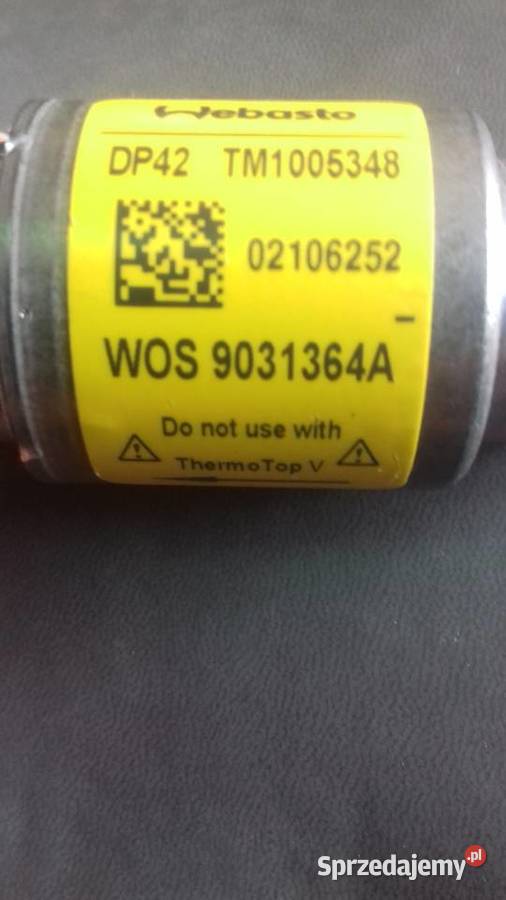 Webasto
DP42 TM1005348
02106252
-
WOS 9031364A
Do not use with
ThermoTop V
Sprzedajemy.pl